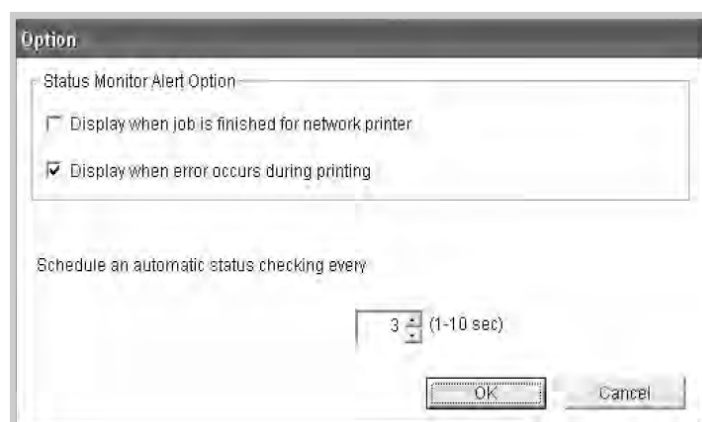 Option
Status Monitor Alert Option
Display when job is finished for network printer
Display when error occurs during printing
Schedule an automatic status checking every
3 (1-10 sec)
OK Cancel